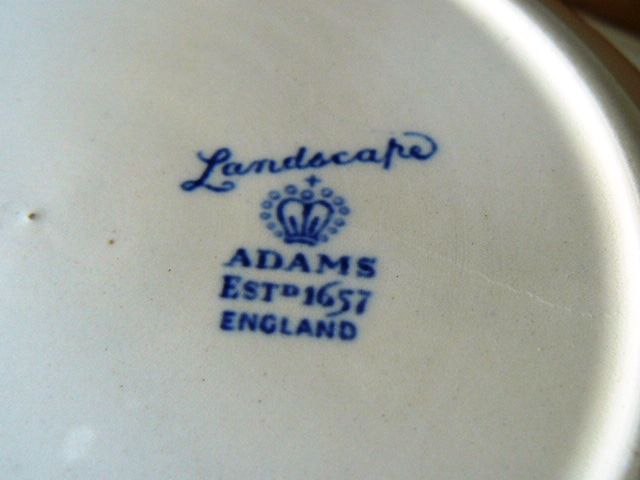 Landscape
ADAMS
ESTD 1657
ENGLAND